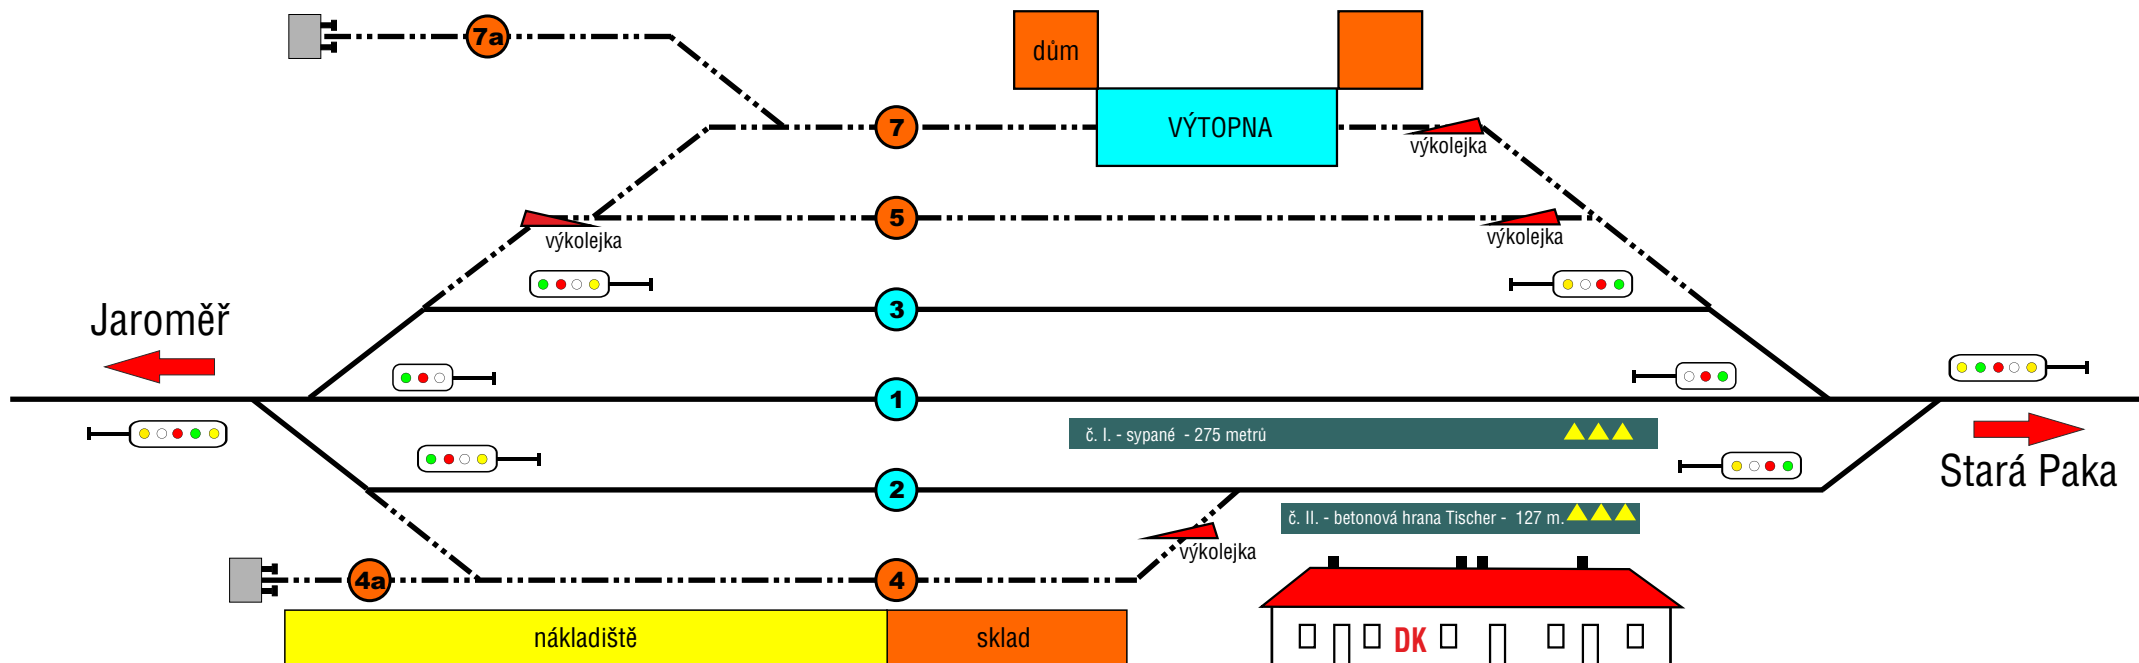 7a
dům
7
VÝTOPNA
výkolejka
5
výkolejka
výkolejka
3
Jaroměř
1
č. I. - sypané - 275 metrů
Stará Paka
2
č. II. - betonová hrana Tischer - 127 m.
výkolejka
4a
4
nákladiště
sklad
DK